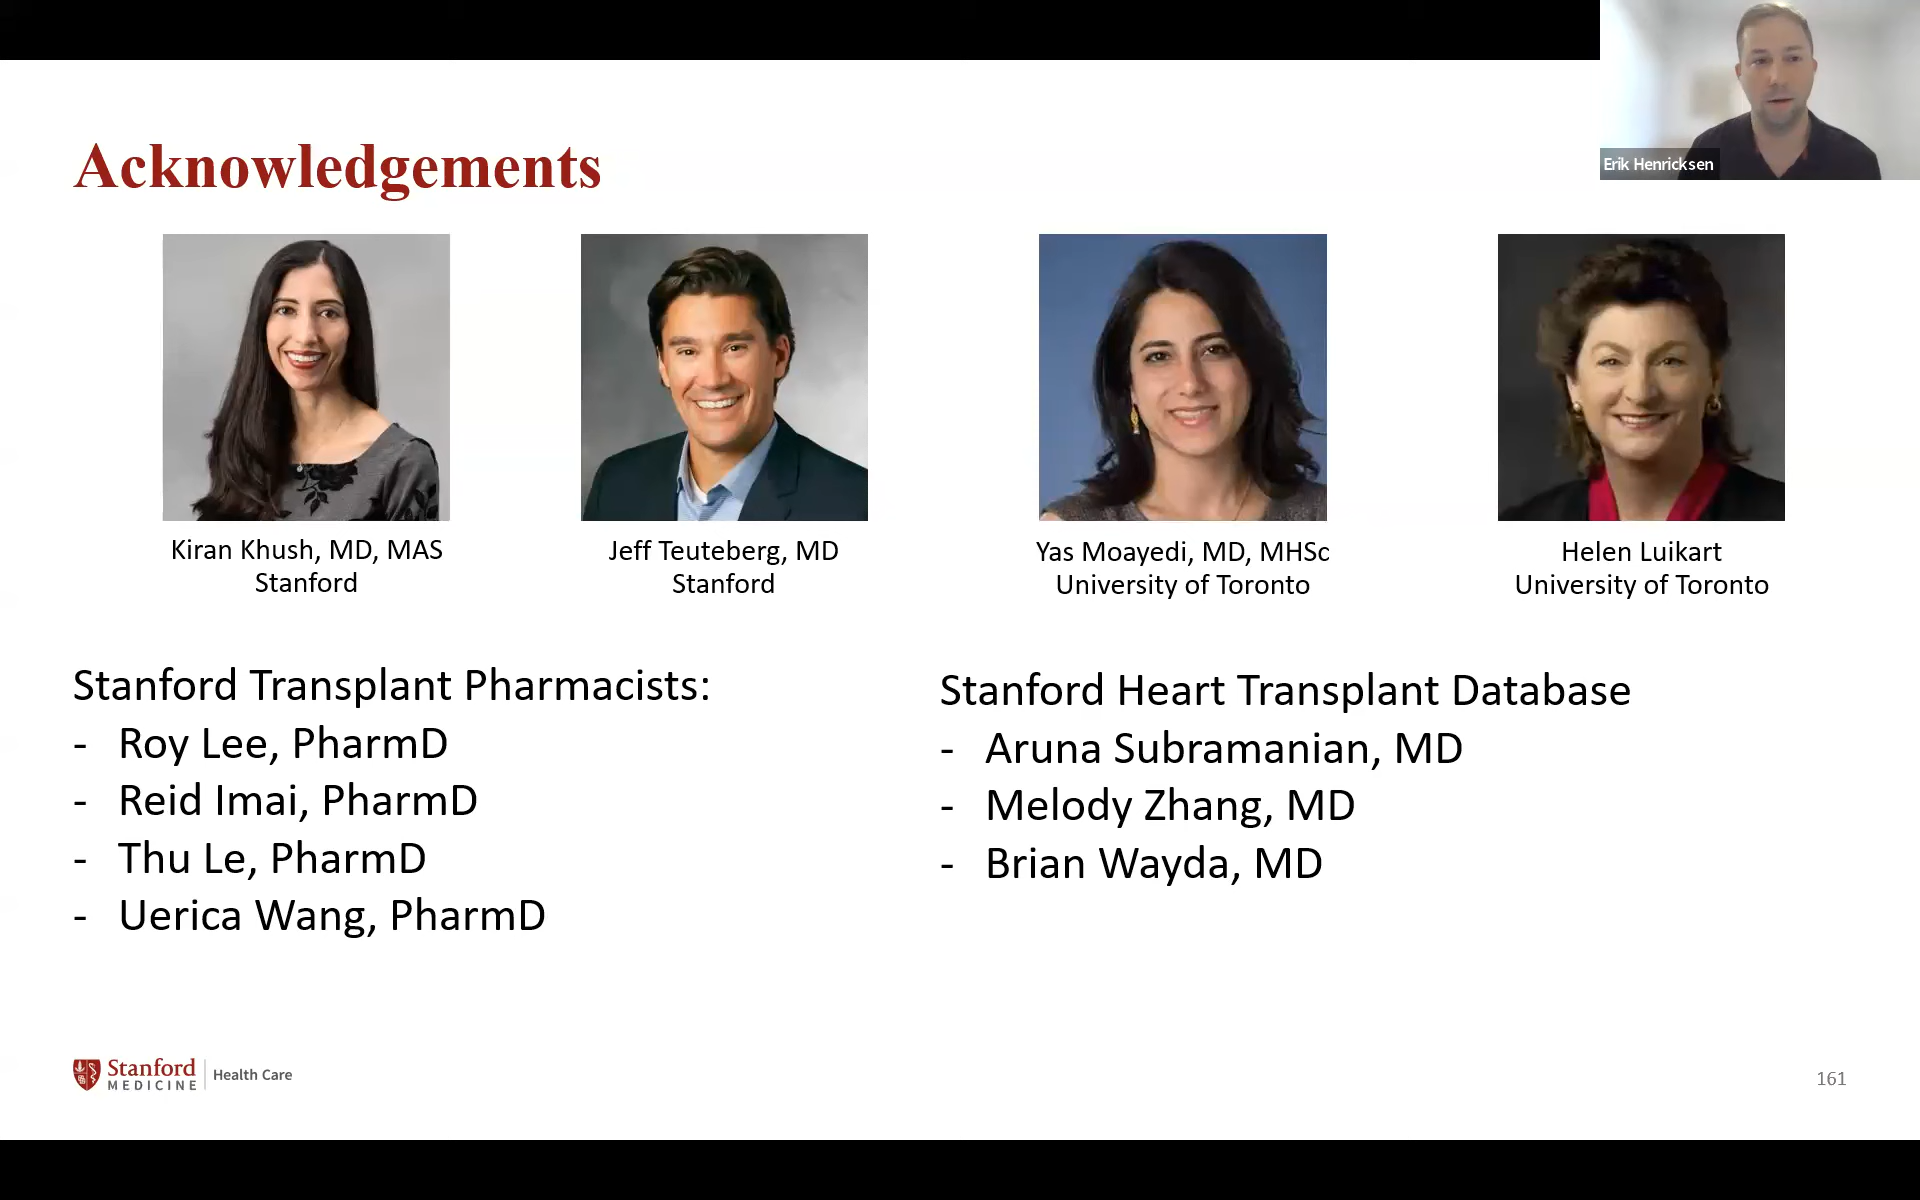 Erik Henricksen
Acknowledgements
Kiran Khush, MD, MAS
Stanford
Jeff Teuteberg, MD
Stanford
Yas Moayedi, MD, MHSc
University of Toronto
Helen Luikart
University of Toronto
Stanford Transplant Pharmacists:
- Roy Lee, PharmD
- Reid Imai, PharmD
- Thu Le, PharmD
- Uerica Wang, PharmD
Stanford Heart Transplant Database
- Aruna Subramanian, MD
- Melody Zhang, MD
- Brian Wayda, MD
Stanford
MEDICINE
Health Care
161